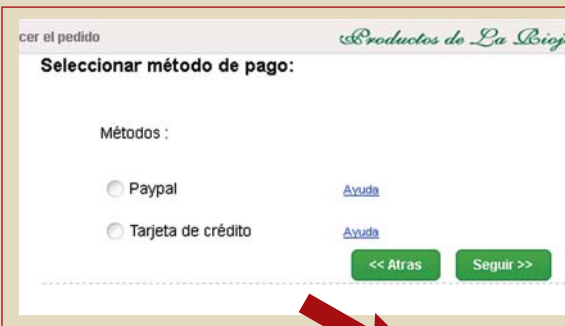 cer el pedido
Productos de La Rioj
Seleccionar método de pago:
Métodos :
Paypal Ayuda
Tarjeta de crédito Ayuda
<< Atras Seguir >>